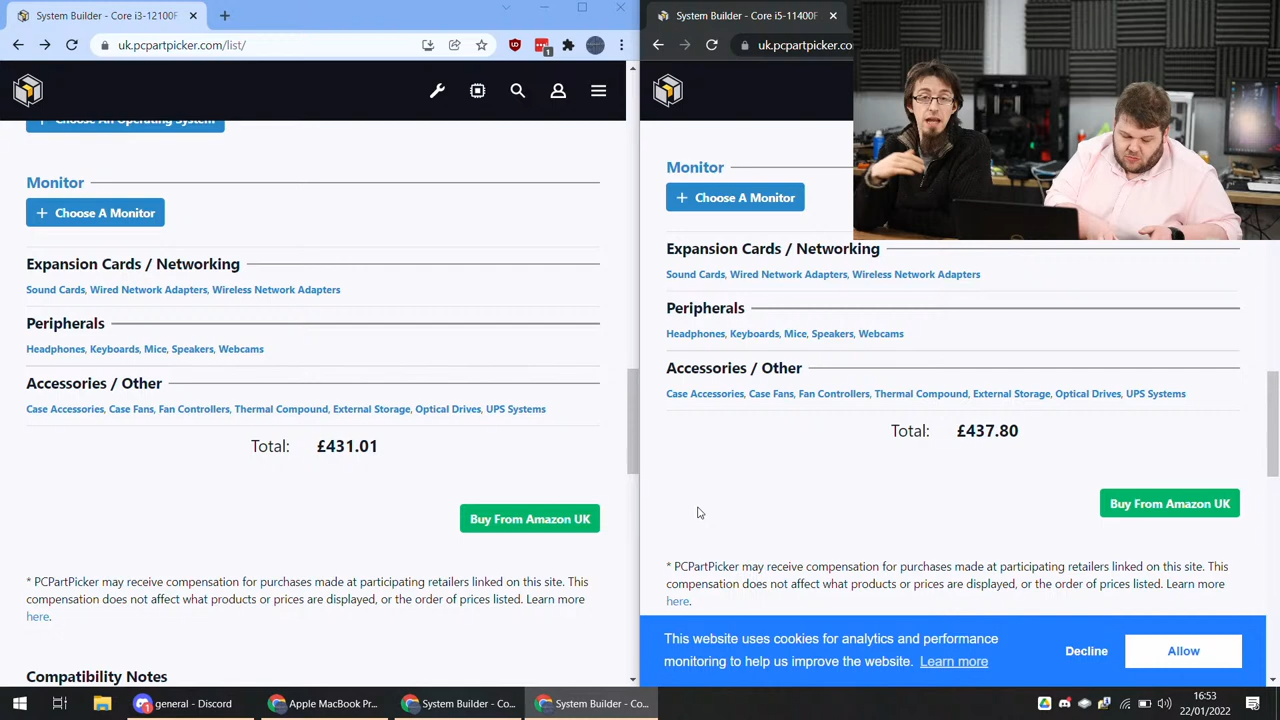 System Builder - Core i3-12100F
uk.pcpartpicker.com/list/
1
Choose An Operating System
Monitor
+ Choose A Monitor
Expansion Cards / Networking
Sound Cards, Wired Network Adapters, Wireless Network Adapters
Peripherals
Headphones, Keyboards, Mice, Speakers, Webcams
Accessories / Other
Case Accessories, Case Fans, Fan Controllers, Thermal Compound, External Storage, Optical Drives, UPS Systems
Total: £431.01
Buy From Amazon UK
* PCPartPicker may receive compensation for purchases made at participating retailers linked on this site. This
compensation does not affect what products or prices are displayed, or the order of prices listed. Learn more
here.
Compatibility Notes
System Builder - Core i5-11400F
uk.pcpartpicker.co
Monitor
+ Choose A Monitor
Expansion Cards / Networking
Sound Cards, Wired Network Adapters, Wireless Network Adapters
Peripherals
Headphones, Keyboards, Mice, Speakers, Webcams
Accessories / Other
Case Accessories, Case Fans, Fan Controllers, Thermal Compound, External Storage, Optical Drives, UPS Systems
Total: £437.80
Buy From Amazon UK
* PCPartPicker may receive compensation for purchases made at participating retailers linked on this site. This
compensation does not affect what products or prices are displayed, or the order of prices listed. Learn more
here.
This website uses cookies for analytics and performance
monitoring to help us improve the website. Learn more
Decline
Allow
general - Discord
Apple MacBook Pr...
System Builder - Co...
System Builder - Co...
16:53
22/01/2022